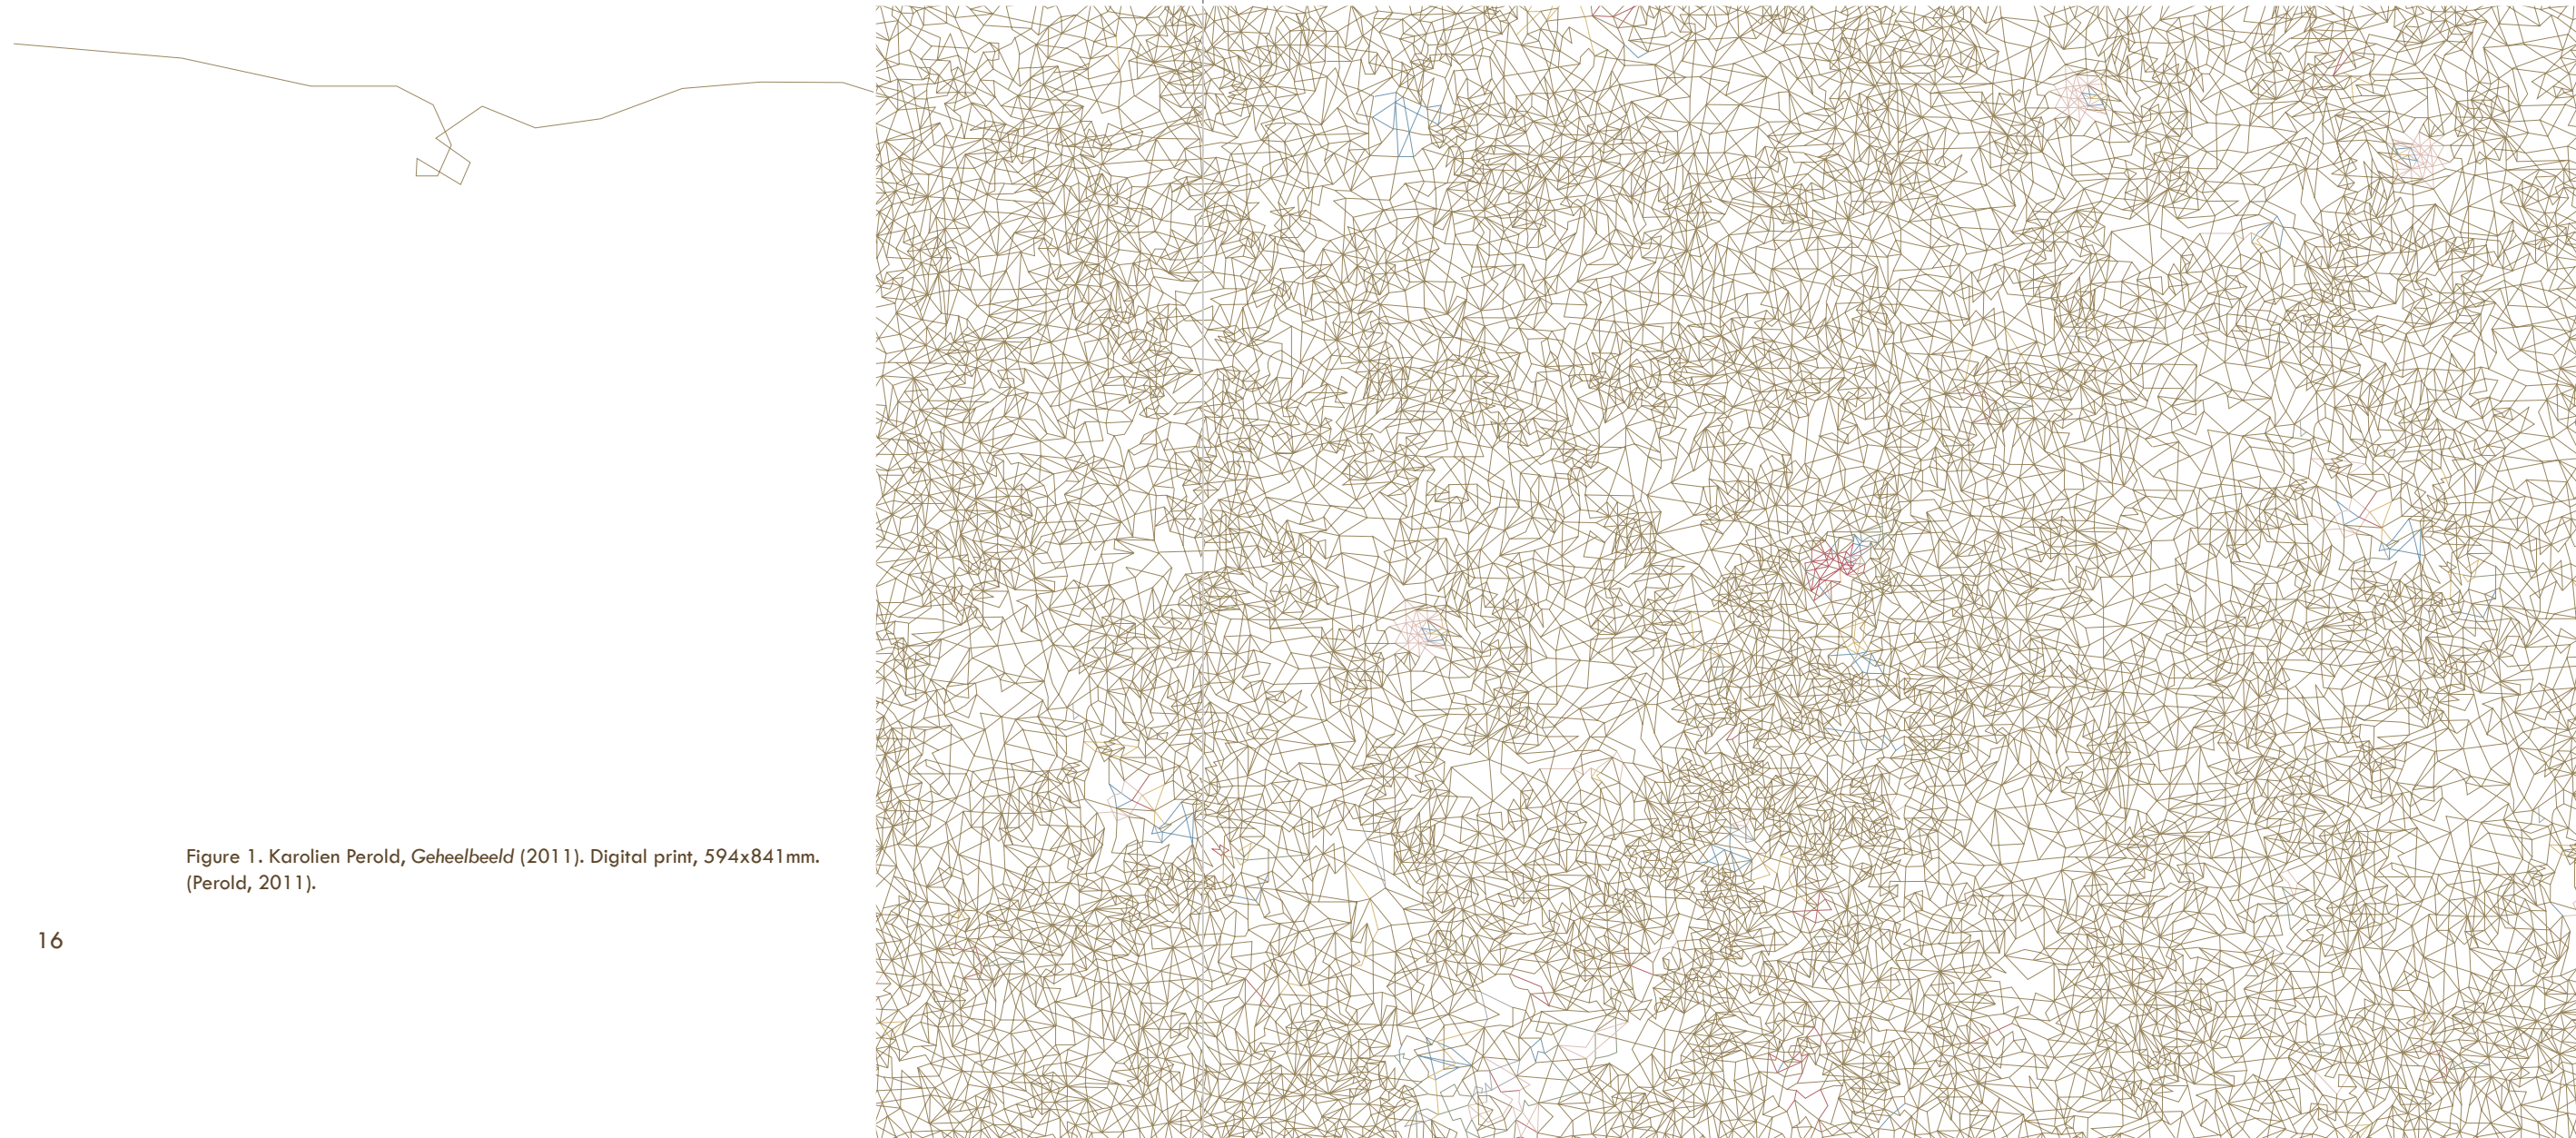 Figure 1. Karolien Perold, Geheelbeeld (2011). Digital print, 594x841mm.
(Perold, 2011).
16